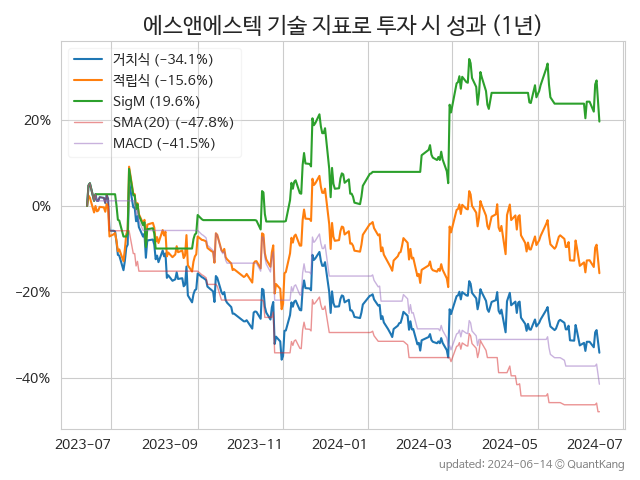 에스앤에스텍 기술 지표로 투자 시 성과 (1년)
거치식 (−34.1%)
적립식 (−15.6%)
SigM (19.6%)
SMA(20) (−47.8%)
MACD (−41.5%)
20%
0%
−20%
−40%
2023-07 2023-09 2023-11 2024-01 2024-03 2024-05 2024-07
updated: 2024-06-14 © QuantKang